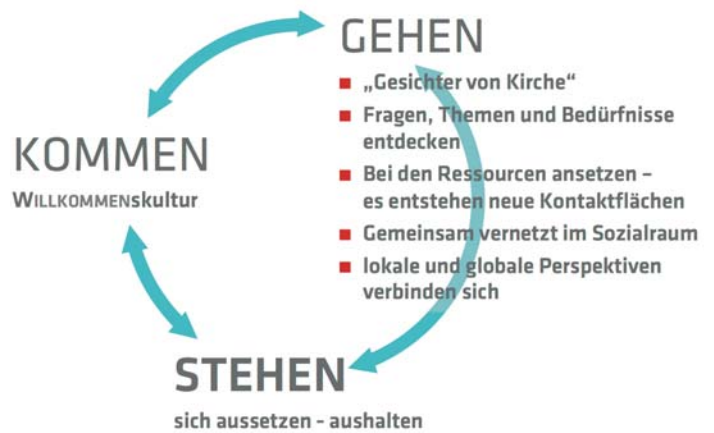 GEHEN
„Gesichter von Kirche“
Fragen, Themen und Bedürfnisse
entdecken
Bei den Ressourcen ansetzen –
es entstehen neue Kontaktflächen
Gemeinsam vernetzt im Sozialraum
lokale und globale Perspektiven
verbinden sich
KOMMEN
WILLKOMMENskultur
STEHEN
sich aussetzen - aushalten